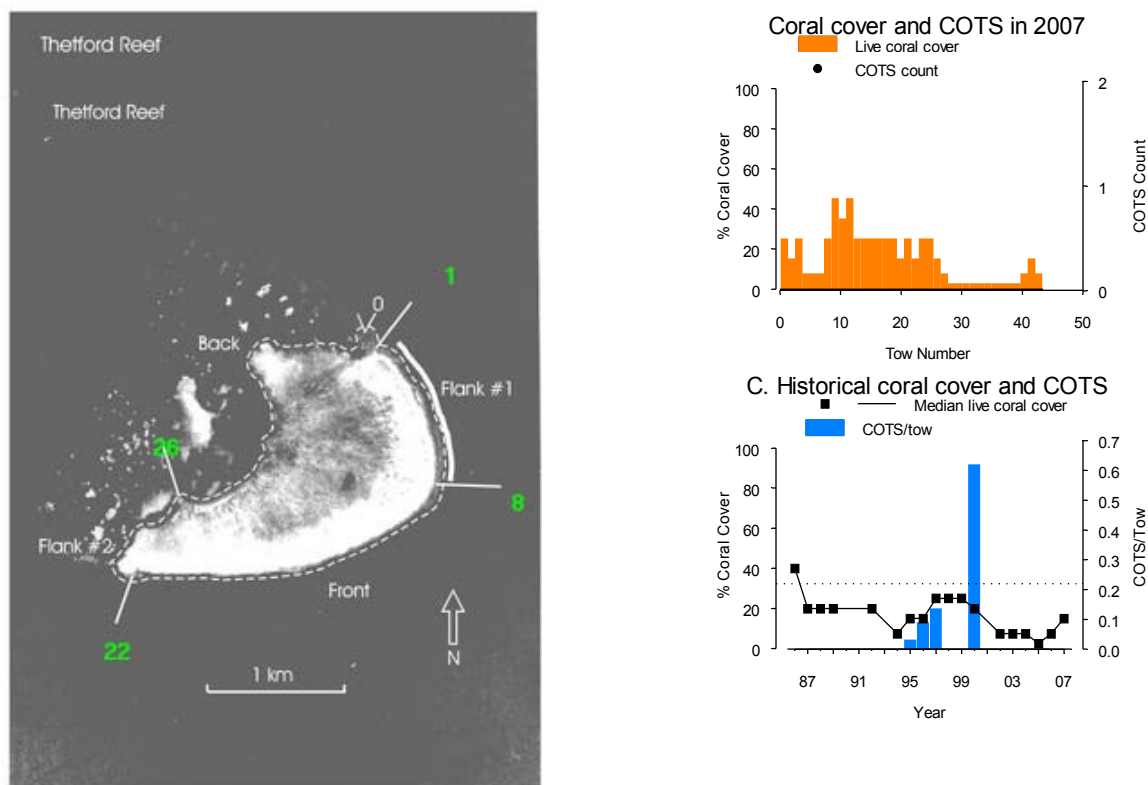 Thetford Reef
Thetford Reef
1
0
Back
Flank #1
26
8
Flank #2
Front
22
N
1 km
Coral cover and COTS in 2007
Live coral cover
COTS count
% Coral Cover
100
80
60
40
20
0
2
1
0
COTS Count
0 10 20 30 40 50
Tow Number
C. Historical coral cover and COTS
Median live coral cover
COTS/tow
% Coral Cover
100
80
60
40
20
0
0.7
0.6
0.5
0.4
0.3
0.2
0.1
0.0
COTS/Tow
87 91 95 99 03 07
Year